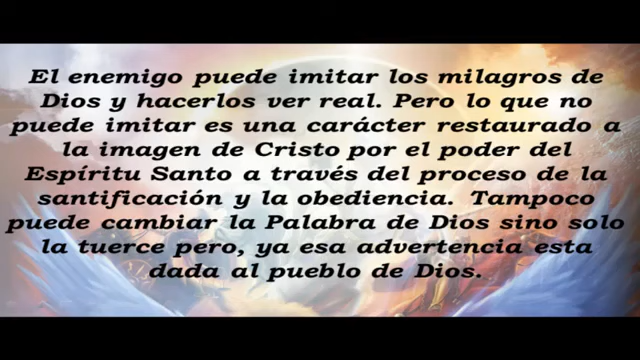 El enemigo puede imitar los milagros de
Dios y hacerlos ver real. Pero lo que no
puede imitar es una carácter restaurado a
la imagen de Cristo por el poder del
Espíritu Santo a través del proceso de la
santificación y la obediencia. Tampoco
puede cambiar la Palabra de Dios sino solo
la tuerce pero, ya esa advertencia esta
dada al pueblo de Dios.